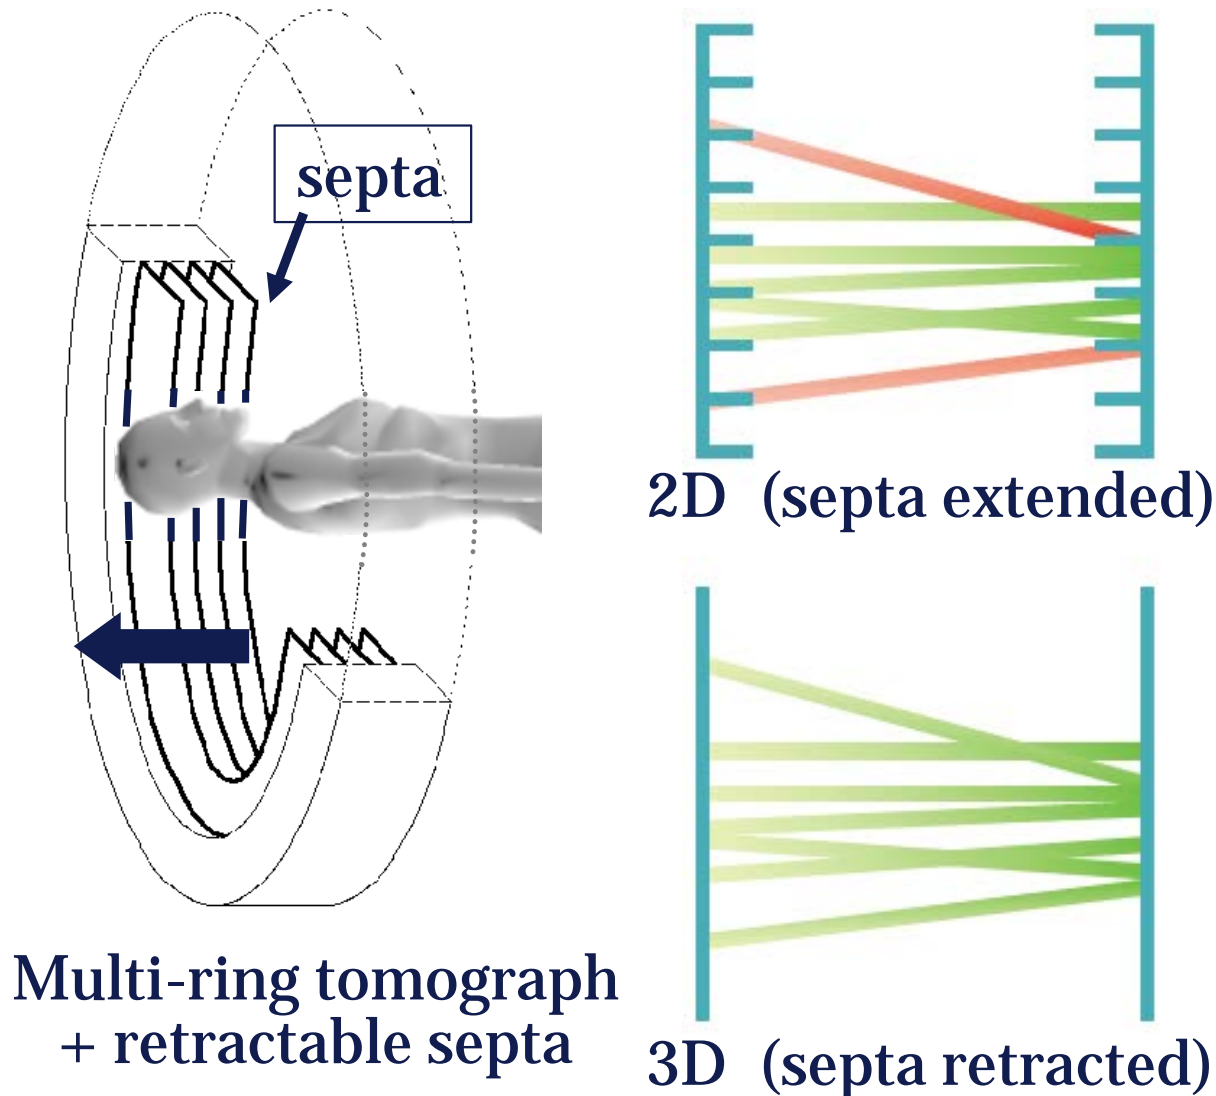 septa
Multi-ring tomograph
+ retractable septa
2D (septa extended)
3D (septa retracted)